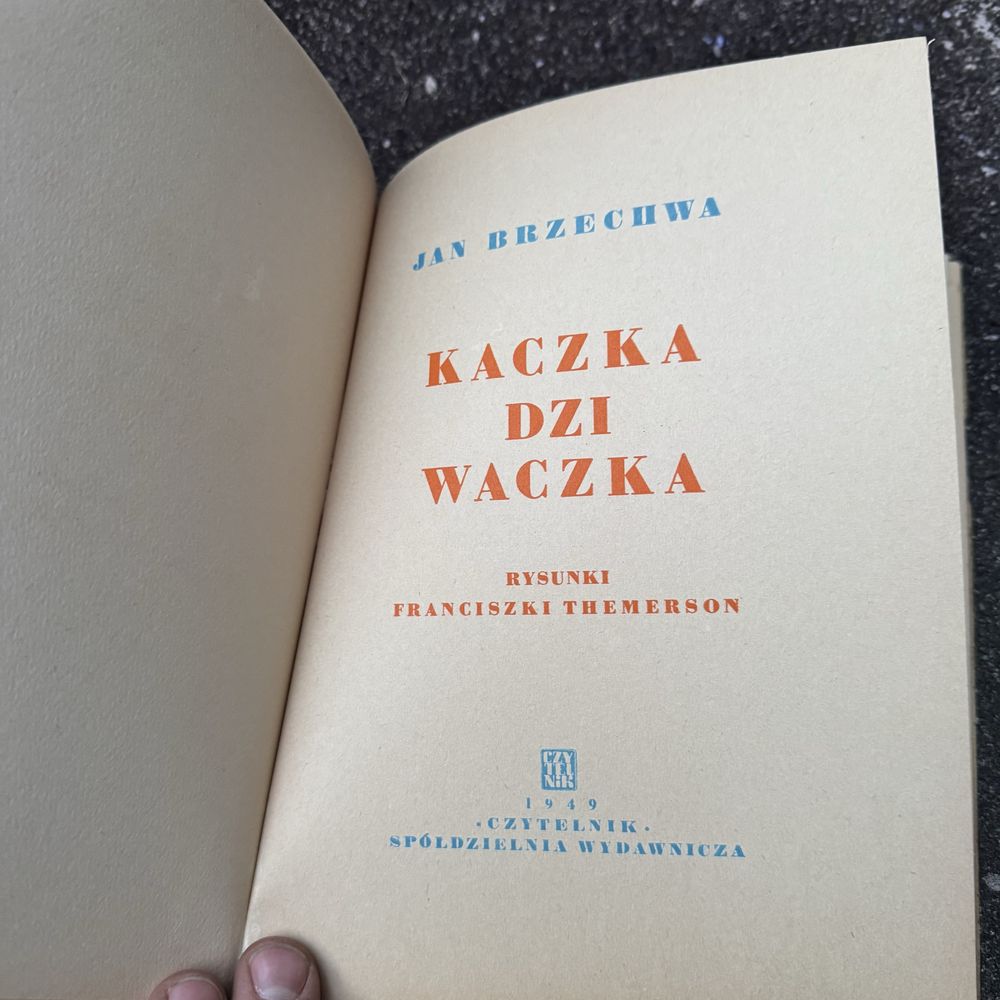 JAN BRZECHWA
KACZKA
DZI
WACZKA
RYSUNKI
FRANCISZKI THEMERSON
CZY
TEL
NiK
1949
•CZYTELNIK•
SPÓŁDZIELNIA WYDAWNICZA